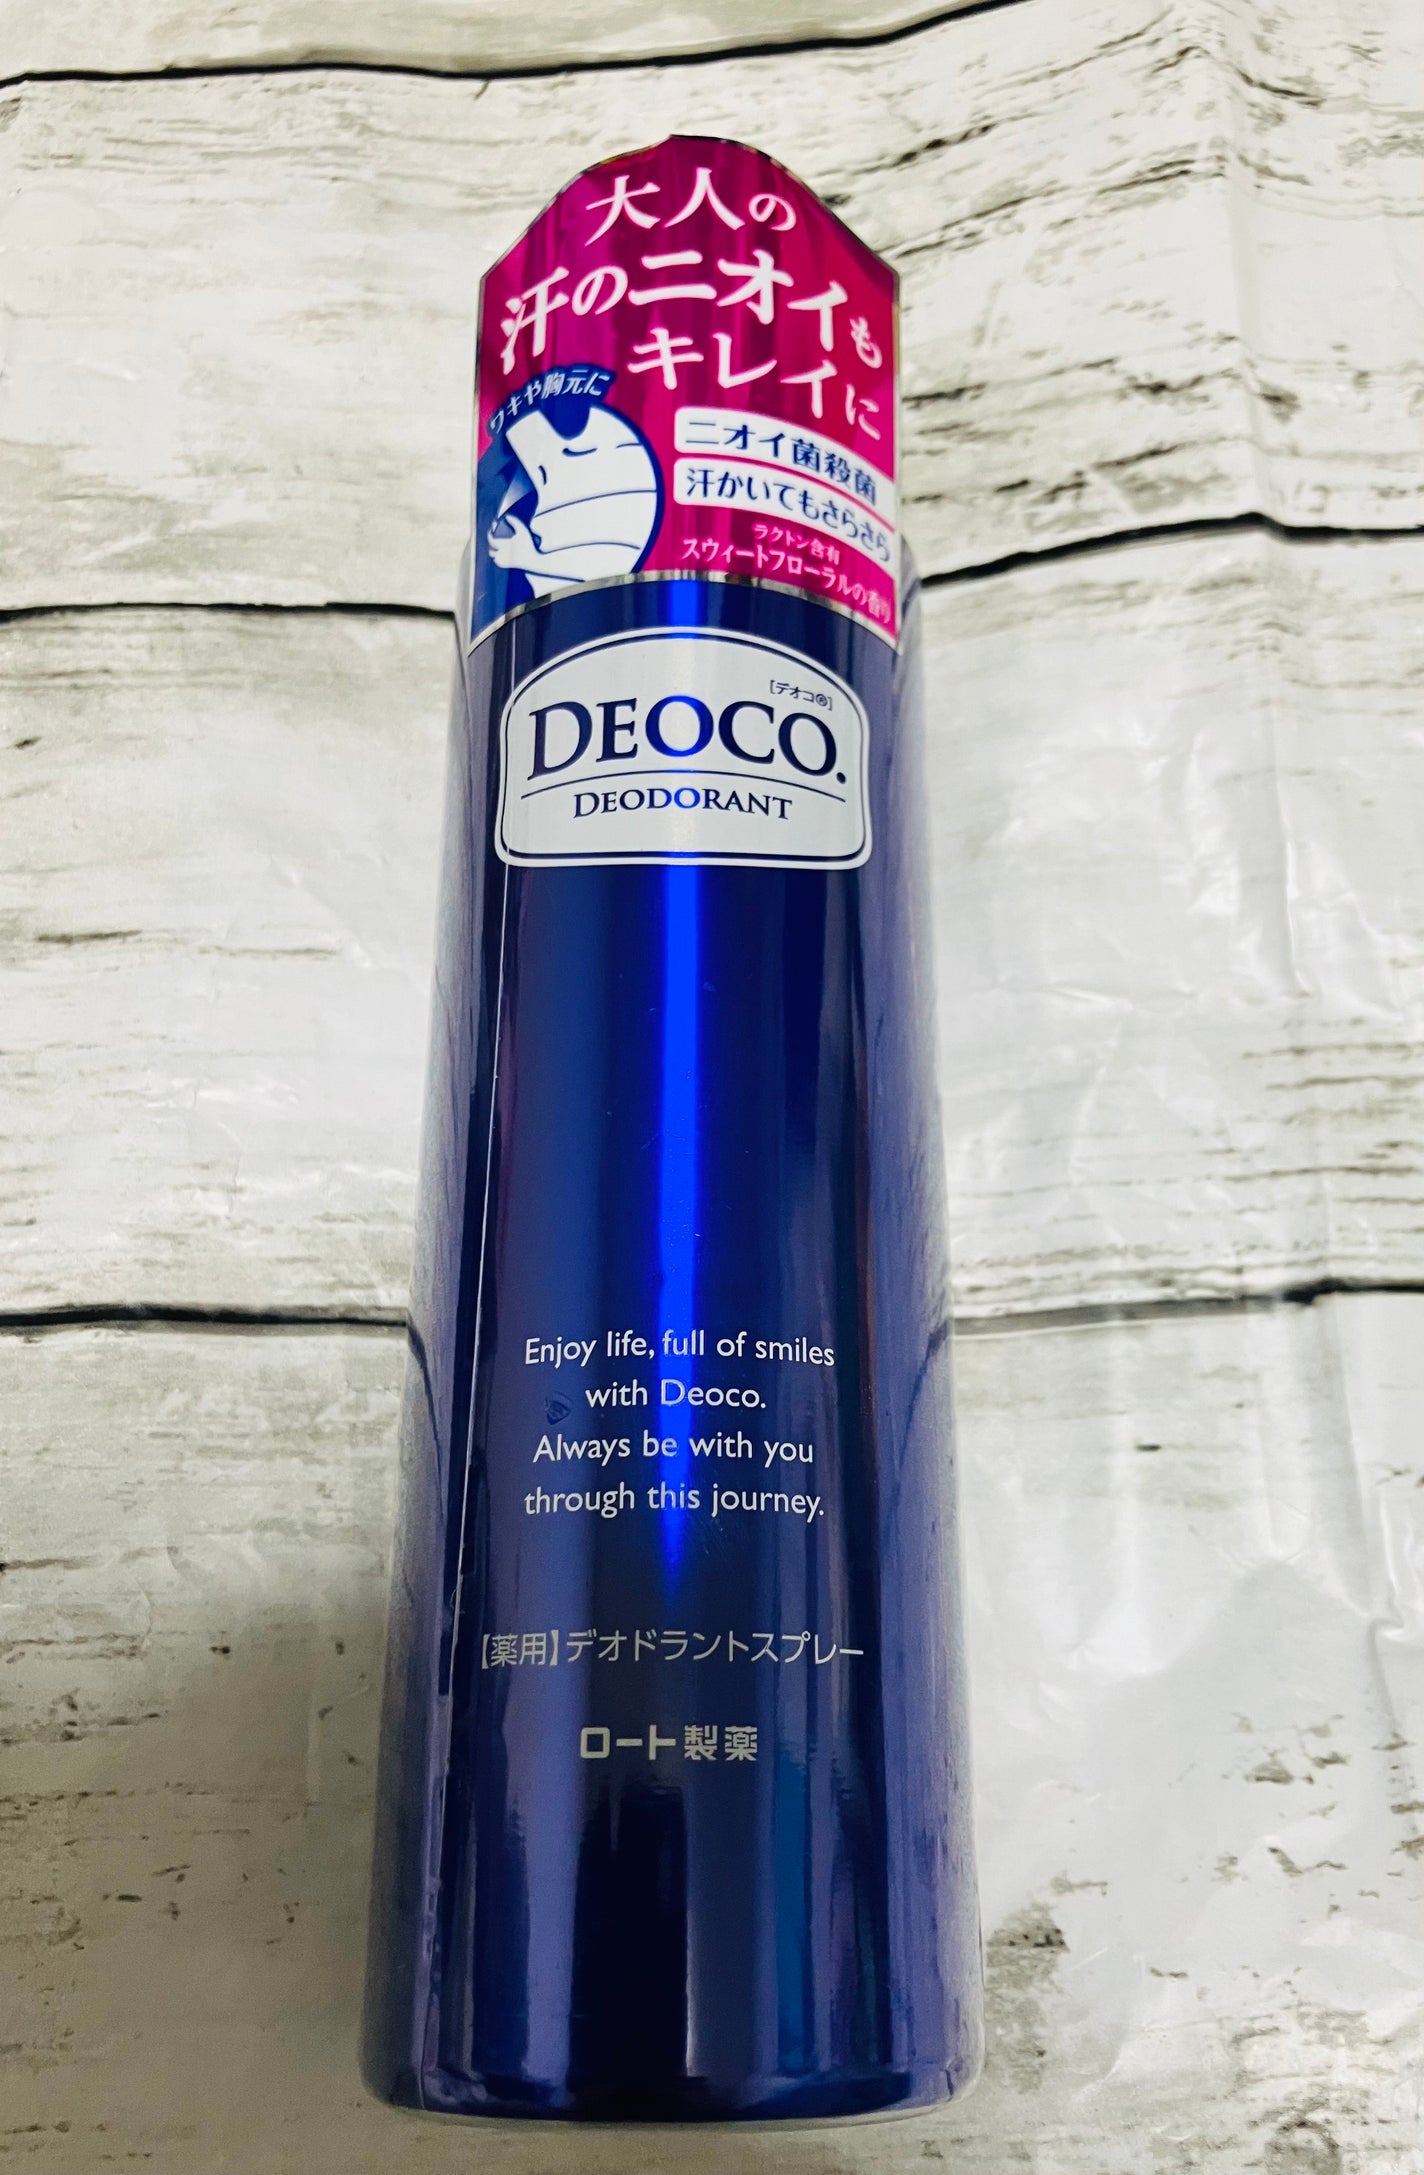 大人の
汗のニオイも
キレイに
ワキや胸元に
ニオイ菌殺菌
汗かいてもさらさら
ラクトン含有
スウィートフローラルの香り
[デオコ®]
DEOCO.
DEODORANT
Enjoy life, full of smiles
with Deoco.
Always be with you
through this journey.
【薬用】デオドラントスプレー
ロート製薬